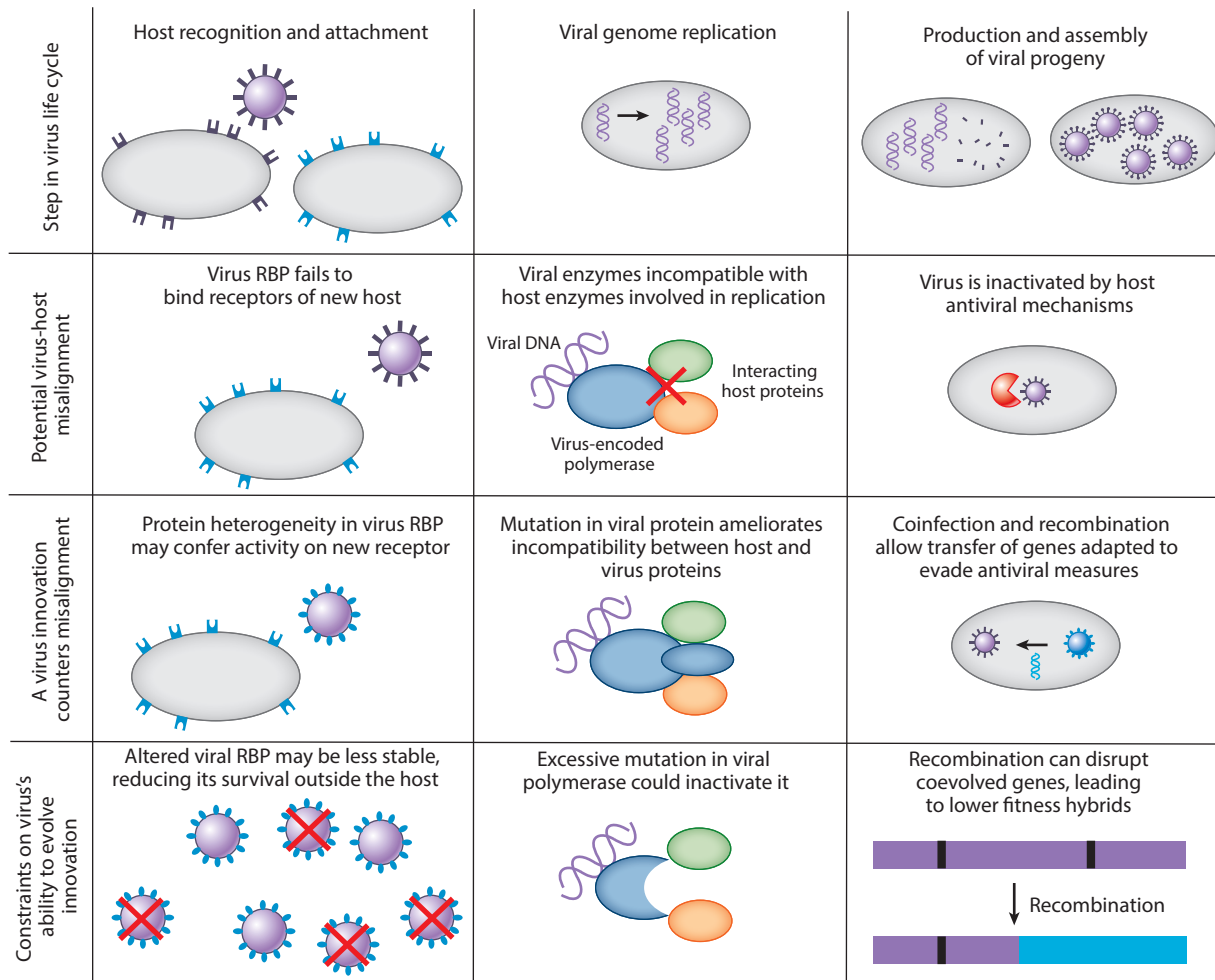 Step in virus life cycle
Host recognition and attachment
Viral genome replication
Production and assembly
of viral progeny
Potential virus-host
misalignment
Virus RBP fails to
bind receptors of new host
Viral enzymes incompatible with
host enzymes involved in replication
Viral DNA
Interacting
host proteins
Virus-encoded
polymerase
Virus is inactivated by host
antiviral mechanisms
A virus innovation
counters misalignment
Protein heterogeneity in virus RBP
may confer activity on new receptor
Mutation in viral protein ameliorates
incompatibility between host and
virus proteins
Coinfection and recombination
allow transfer of genes adapted to
evade antiviral measures
Constraints on virus's
ability to evolve
innovation
Altered viral RBP may be less stable,
reducing its survival outside the host
Excessive mutation in viral
polymerase could inactivate it
Recombination can disrupt
coevolved genes, leading
to lower fitness hybrids
Recombination